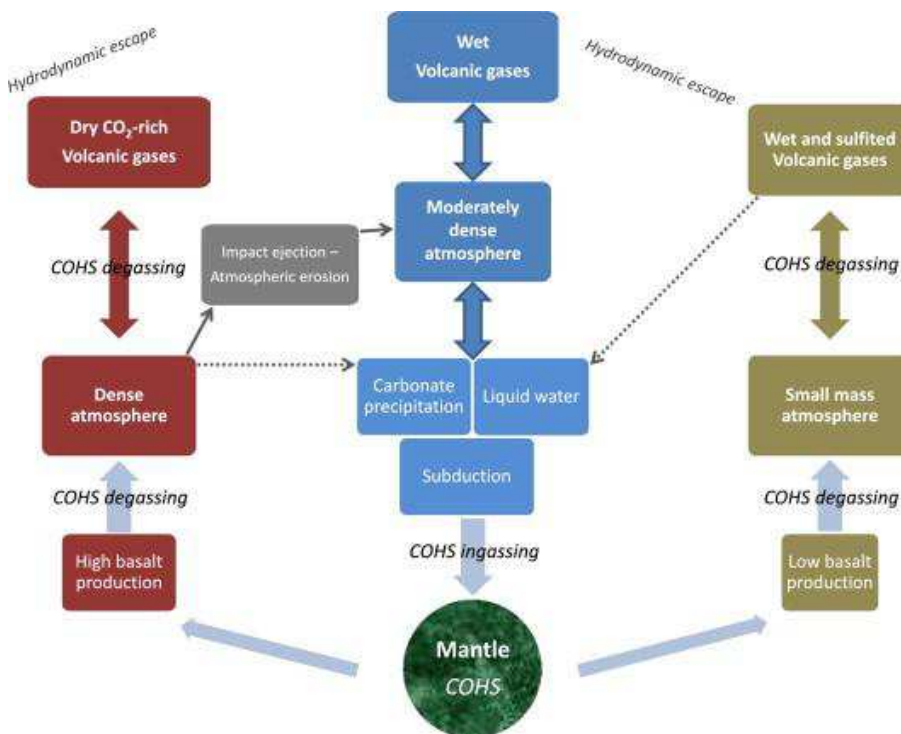 Hydrodynamic escape
Wet
Volcanic gases
Hydrodynamic escape
Dry CO₂-rich
Volcanic gases
Wet and sulfited
Volcanic gases
Moderately
dense
atmosphere
Impact ejection –
Atmospheric erosion
COHS degassing
COHS degassing
Dense
atmosphere
Carbonate
precipitation
Liquid water
Small mass
atmosphere
Subduction
COHS degassing
COHS degassing
High basalt
production
COHS ingassing
Low basalt
production
Mantle
COHS